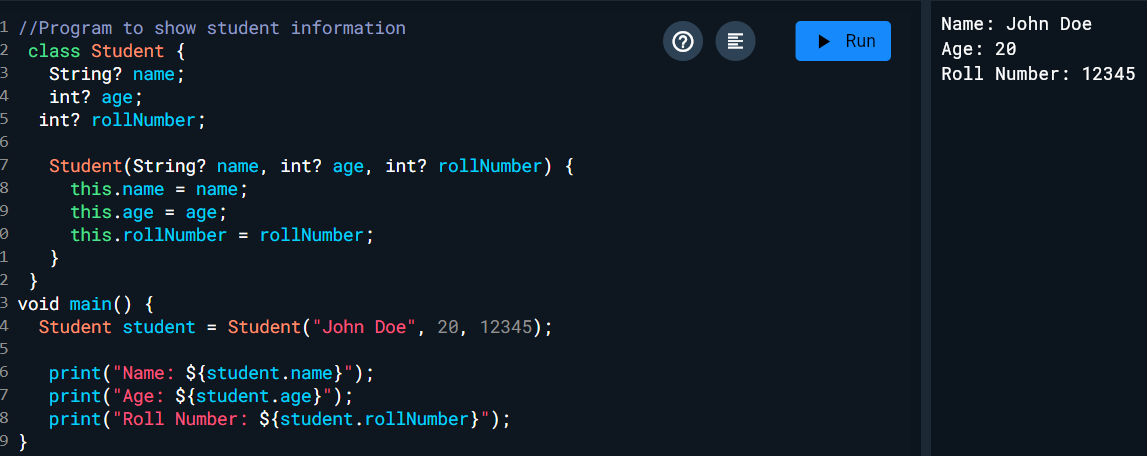 1 //Program to show student information
2 class Student {
3 String? name;
4 int? age;
5 int? rollNumber;
6
7 Student(String? name, int? age, int? rollNumber) {
8 this.name = name;
9 this.age = age;
0 this.rollNumber = rollNumber;
1 }
2 }
3 void main() {
4 Student student = Student("John Doe", 20, 12345);
5
6 print("Name: ${student.name}");
7 print("Age: ${student.age}");
8 print("Roll Number: ${student.rollNumber}");
9 }
Run
Name: John Doe
Age: 20
Roll Number: 12345